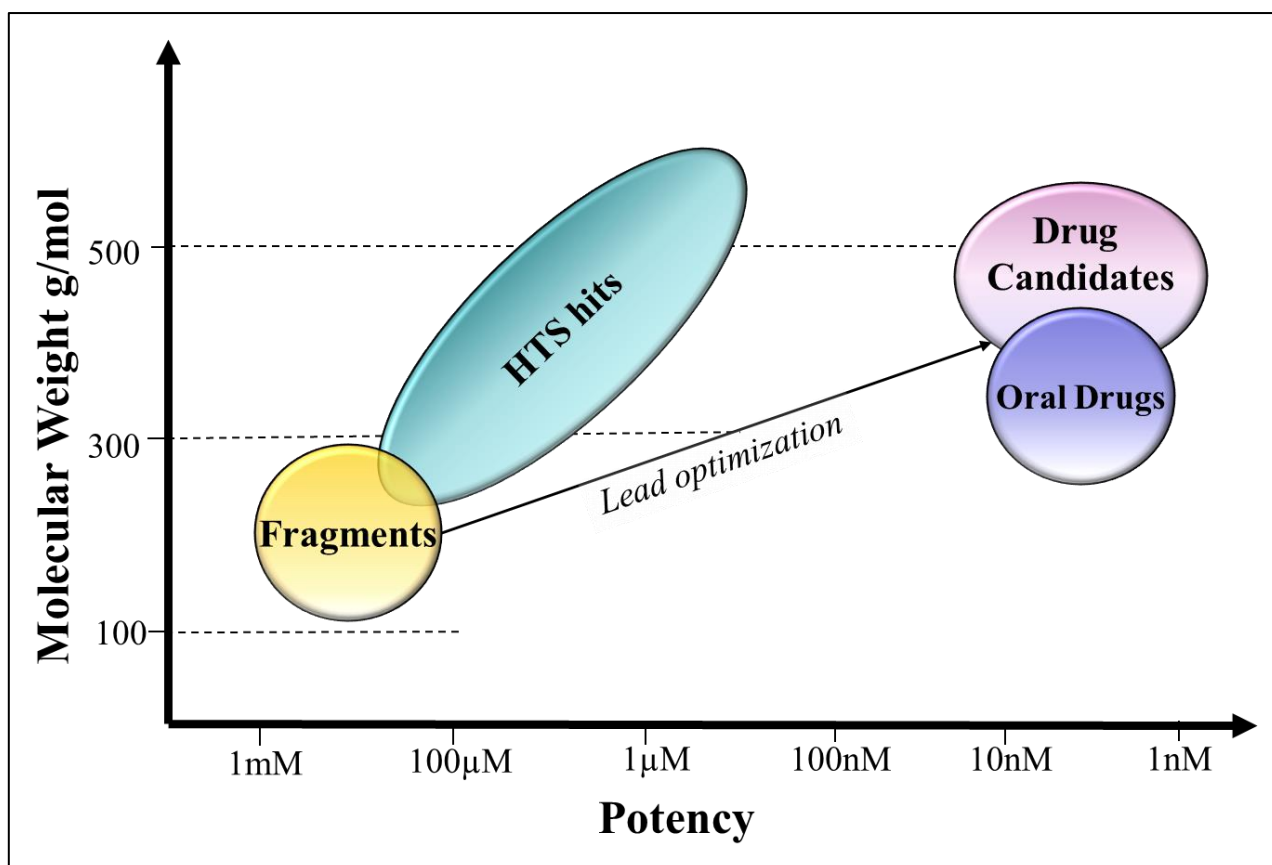 Molecular Weight g/mol
500
300
100
HTS hits
Drug
Candidates
Oral Drugs
Fragments
Lead optimization
1mM
100µM
1µM
100nM
10nM
1nM
Potency